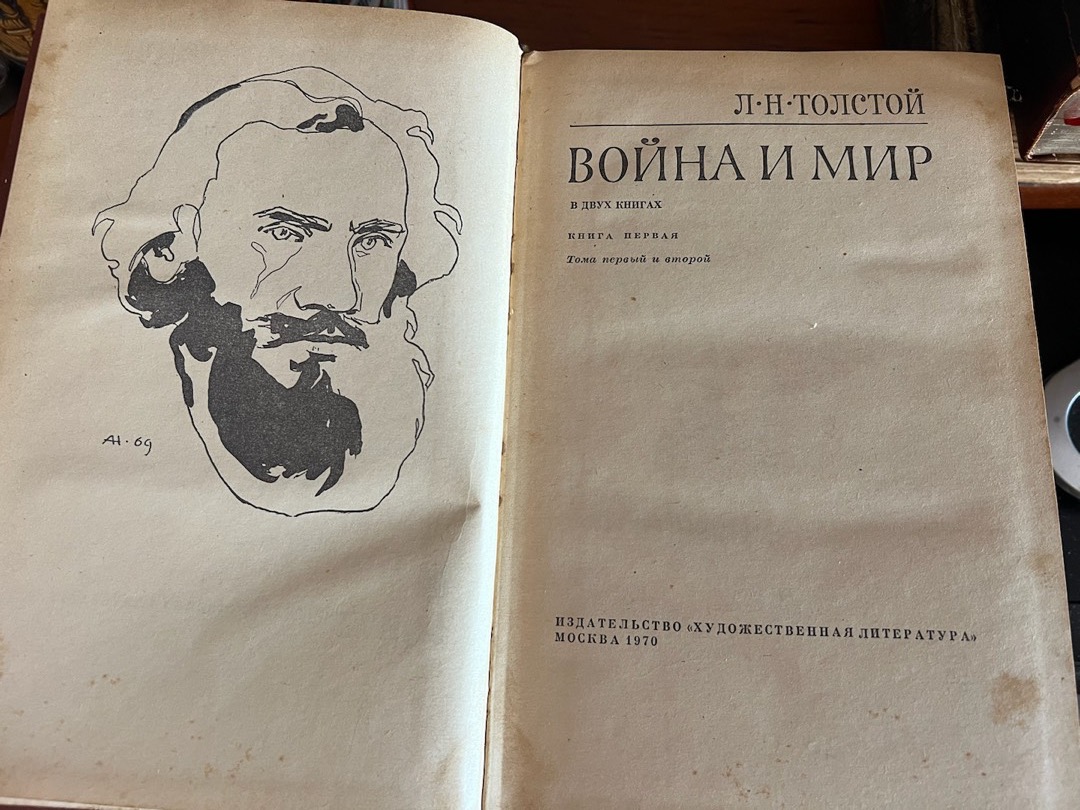 АН · 69
Л·Н·ТОЛСТОЙ
ВОЙНА И МИР
В ДВУХ КНИГАХ
КНИГА ПЕРВАЯ
Тома первый и второй
ИЗДАТЕЛЬСТВО «ХУДОЖЕСТВЕННАЯ ЛИТЕРАТУРА»
МОСКВА 1970